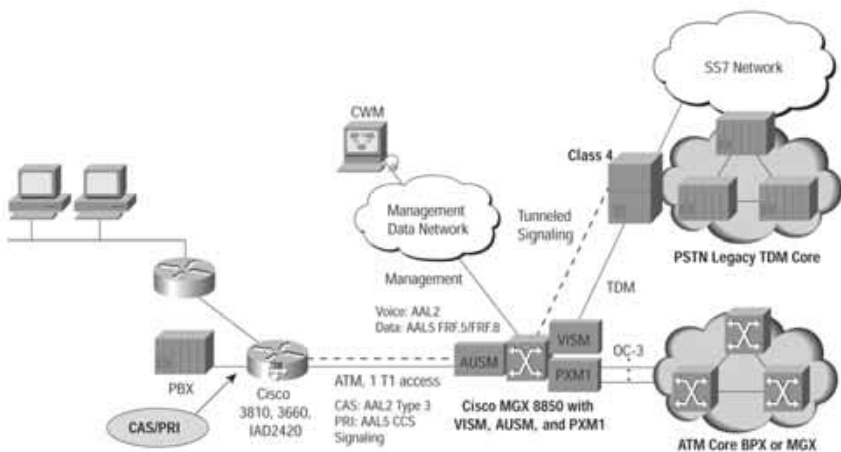 SS7 Network
CWM
Class 4
Management
Data Network
Tunneled
Signaling
PSTN Legacy TDM Core
Management
TDM
Voice: AAL2
Data: AAL5 FRF.5/FRF.8
VISM
AUSM
PXM1
OC-3
PBX
Cisco
3810, 3660,
IAD2420
ATM, 1 T1 access
CAS: AAL2 Type 3
PRI: AAL5 CCS
Signaling
Cisco MGX 8850 with
VISM, AUSM, and PXM1
CAS/PRI
ATM Core BPX or MGX